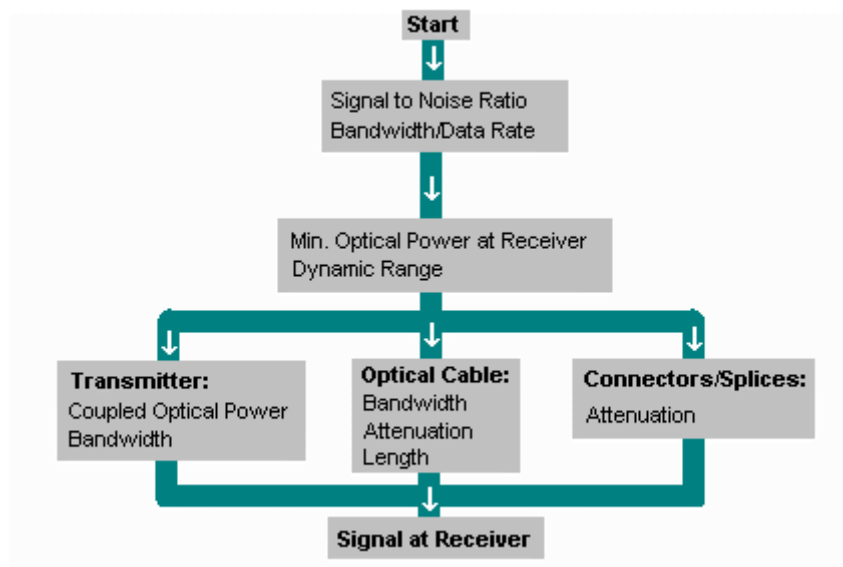 Start
Signal to Noise Ratio
Bandwidth/Data Rate
Min. Optical Power at Receiver
Dynamic Range
Transmitter:
Coupled Optical Power
Bandwidth
Optical Cable:
Bandwidth
Attenuation
Length
Connectors/Splices:
Attenuation
Signal at Receiver